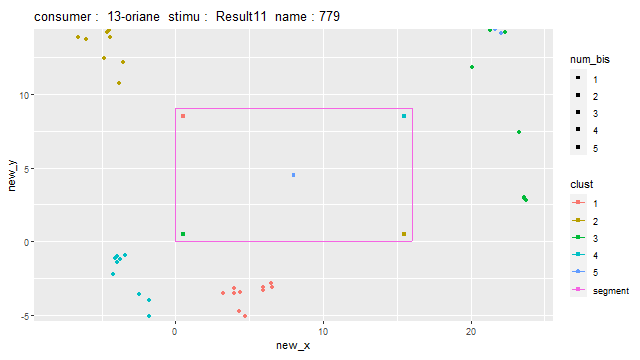 consumer :  13-oriane  stimu :  Result11  name : 779
new_y
10
5
0
-5
0
10
20
new_x
num_bis
1
2
3
4
5
clust
1
2
3
4
5
segment